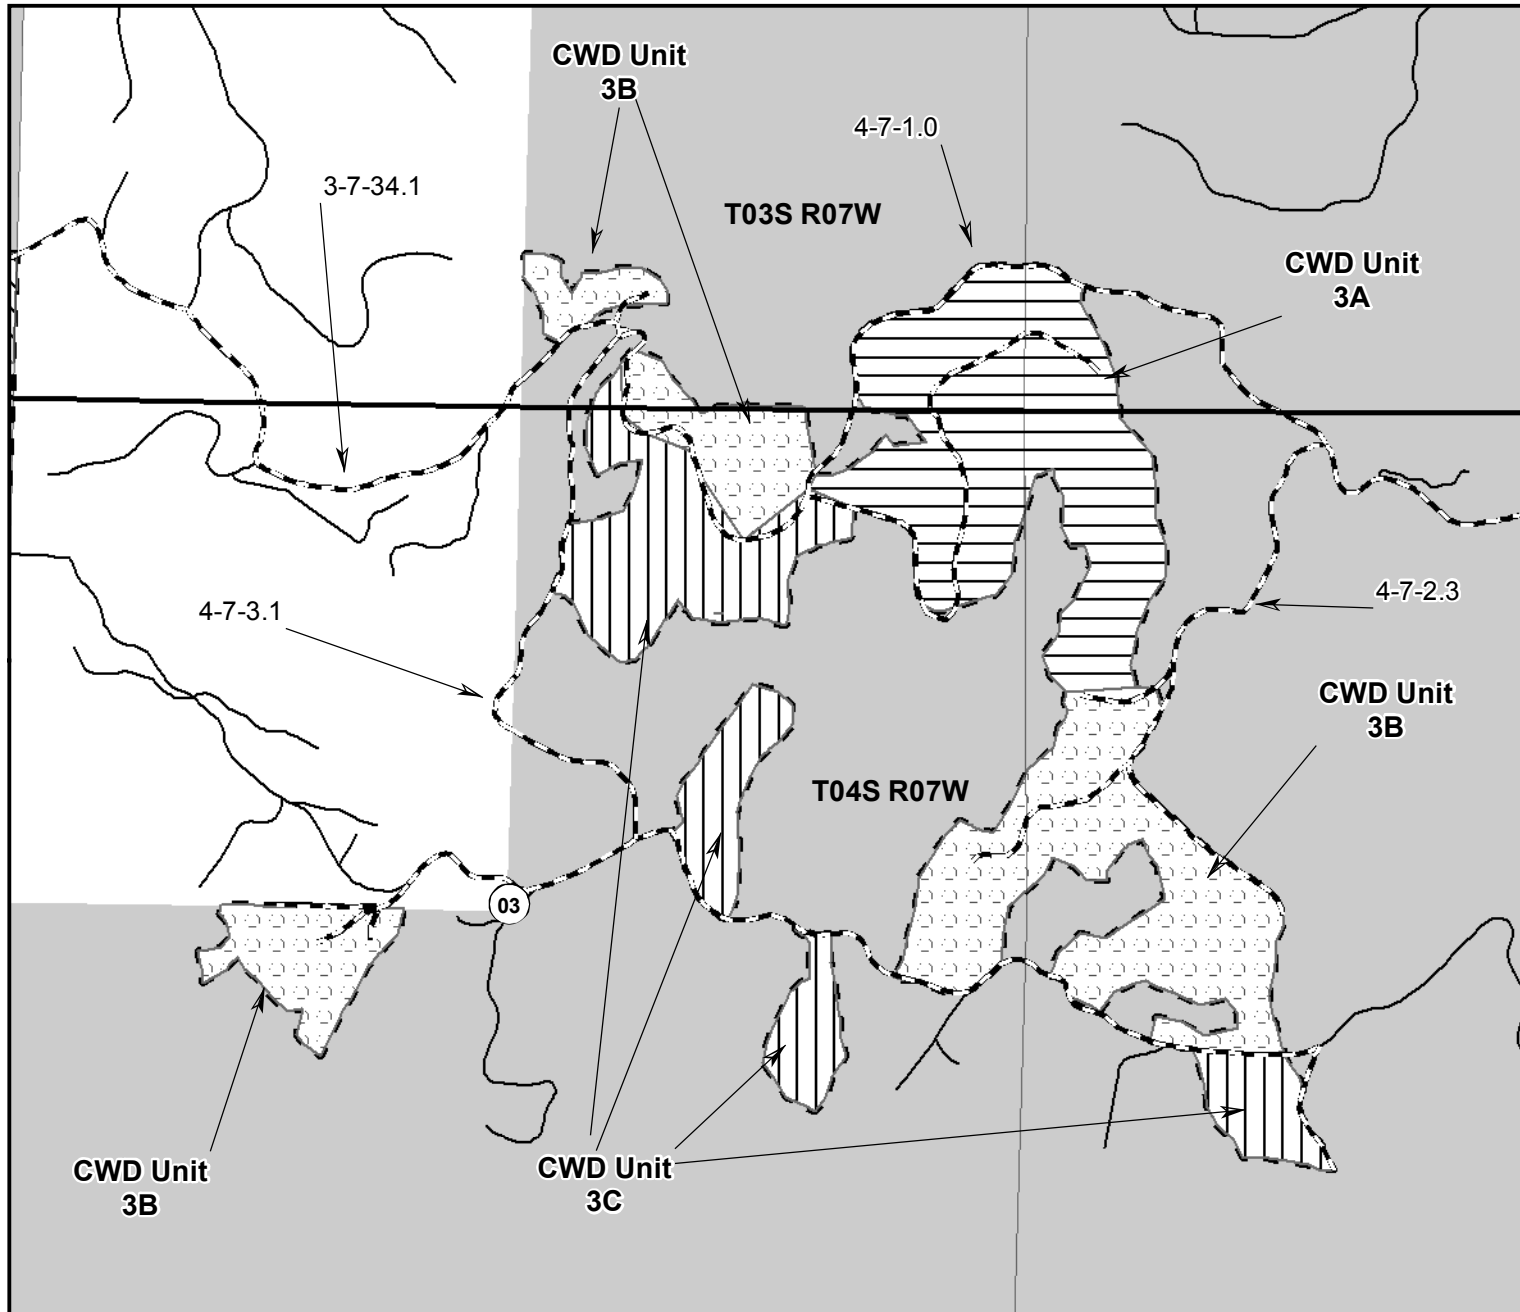 CWD Unit
3B
4-7-1.0
3-7-34.1
T03S R07W
CWD Unit
3A
4-7-3.1
4-7-2.3
CWD Unit
3B
T04S R07W
03
CWD Unit
3B
CWD Unit
3C